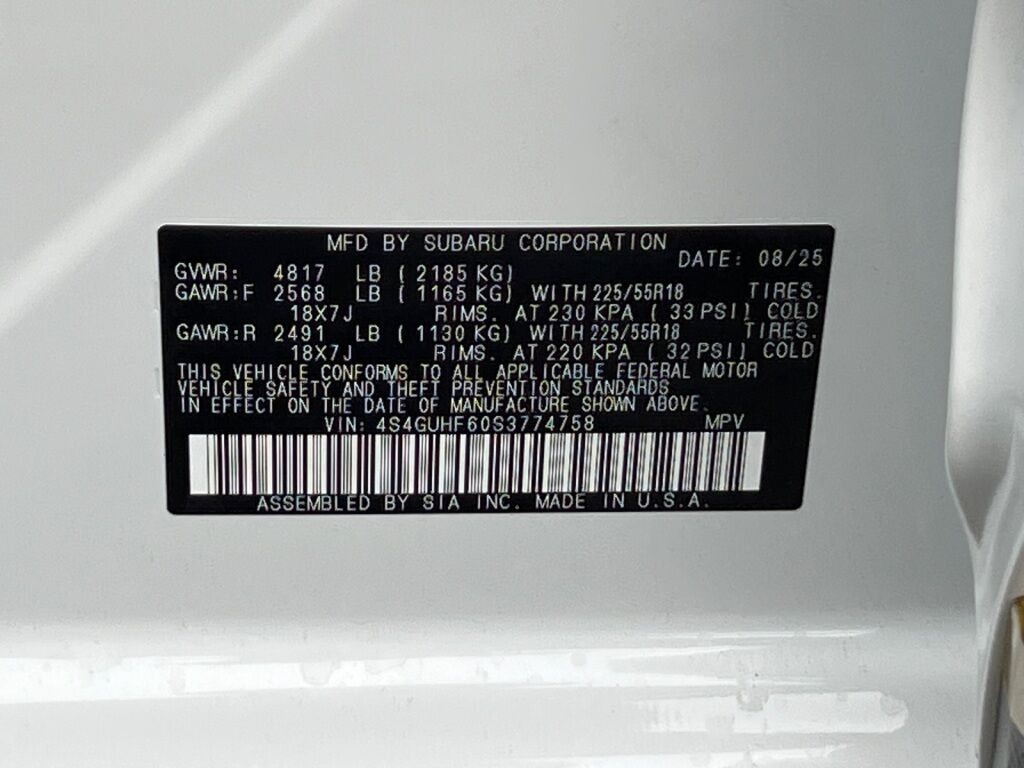 MFD BY SUBARU CORPORATION
DATE: 08/25
GVWR: 4817 LB ( 2185 KG)
GAWR:F 2568 LB ( 1165 KG) WITH 225/55R18 TIRES.
18X7J RIMS. AT 230 KPA ( 33 PSI) COLD
GAWR:R 2491 LB ( 1130 KG) WITH 225/55R18 TIRES.
18X7J RIMS. AT 220 KPA ( 32 PSI) COLD
THIS VEHICLE CONFORMS TO ALL APPLICABLE FEDERAL MOTOR
VEHICLE SAFETY AND THEFT PREVENTION STANDARDS
IN EFFECT ON THE DATE OF MANUFACTURE SHOWN ABOVE.
VIN: 4S4GUHF60S3774758 MPV
ASSEMBLED BY SIA INC. MADE IN U.S.A.